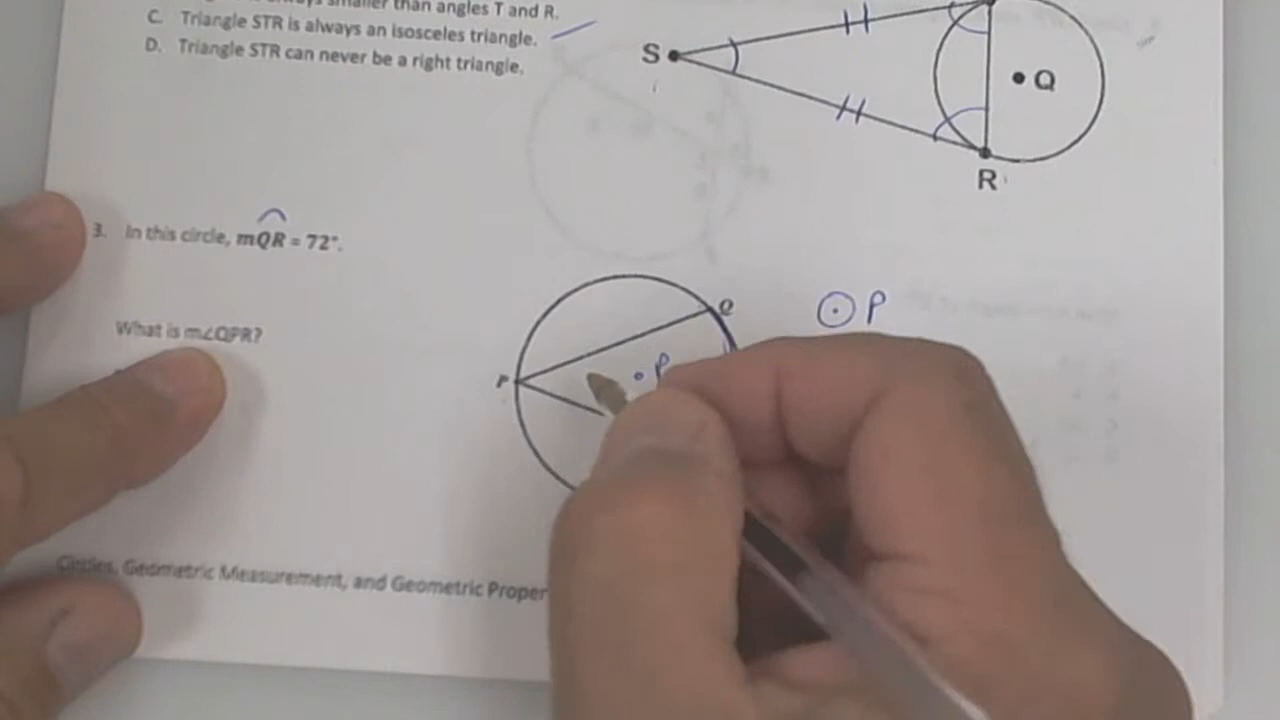 smaller than angles T and R.
C. Triangle STR is always an isosceles triangle.
D. Triangle STR can never be a right triangle.
S
Q
R
3. In this circle, mQR = 72°.
Q
P
What is m∠QPR?
P
P
Circles, Geometric Measurement, and Geometric Proper